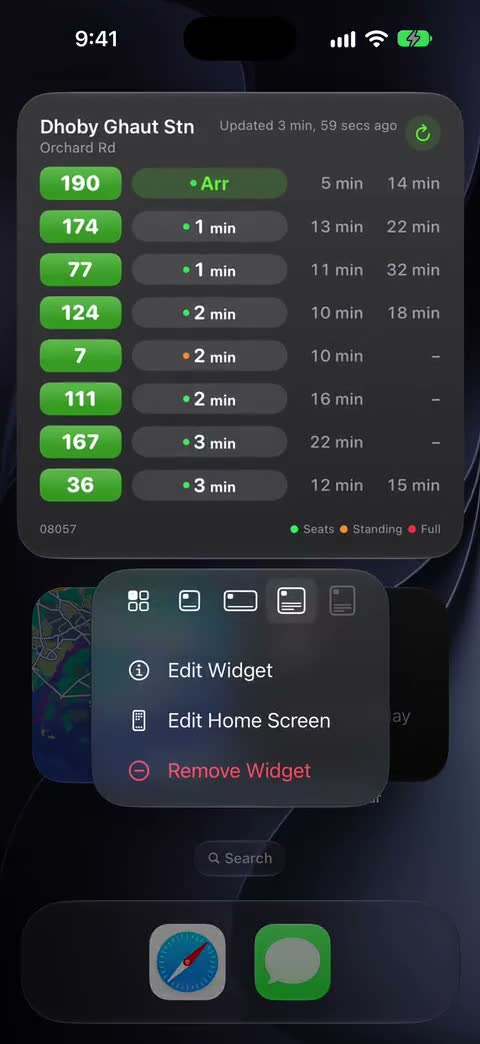 9:41
Dhoby Ghaut Stn
Updated 3 min, 59 secs ago
Orchard Rd
190 Arr 5 min 14 min
174 1 min 13 min 22 min
77 1 min 11 min 32 min
124 2 min 10 min 18 min
7 2 min 10 min –
111 2 min 16 min –
167 3 min 22 min –
36 3 min 12 min 15 min
08057 Seats Standing Full
Edit Widget
Edit Home Screen
Remove Widget
Search